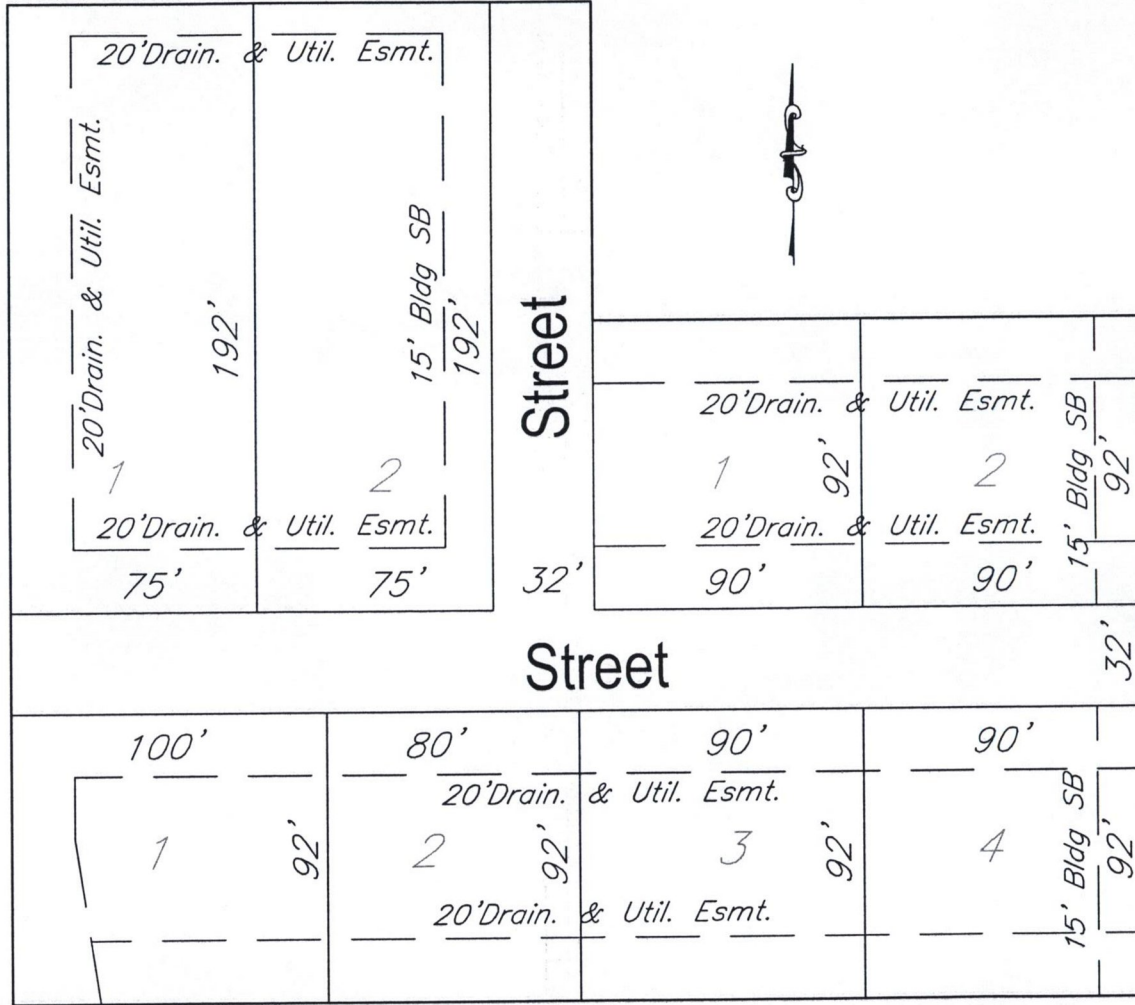 20'Drain. & Util. Esmt.
20'Drain. & Util. Esmt.
192'
15' Bldg SB
192'
1
2
20'Drain. & Util. Esmt.
75'
75'
Street
32'
20'Drain. & Util. Esmt.
1
92'
2
15' Bldg SB
92'
20'Drain. & Util. Esmt.
90'
90'
Street
32'
100'
80'
90'
90'
20'Drain. & Util. Esmt.
1
92'
2
92'
3
92'
4
15' Bldg SB
92'
20'Drain. & Util. Esmt.